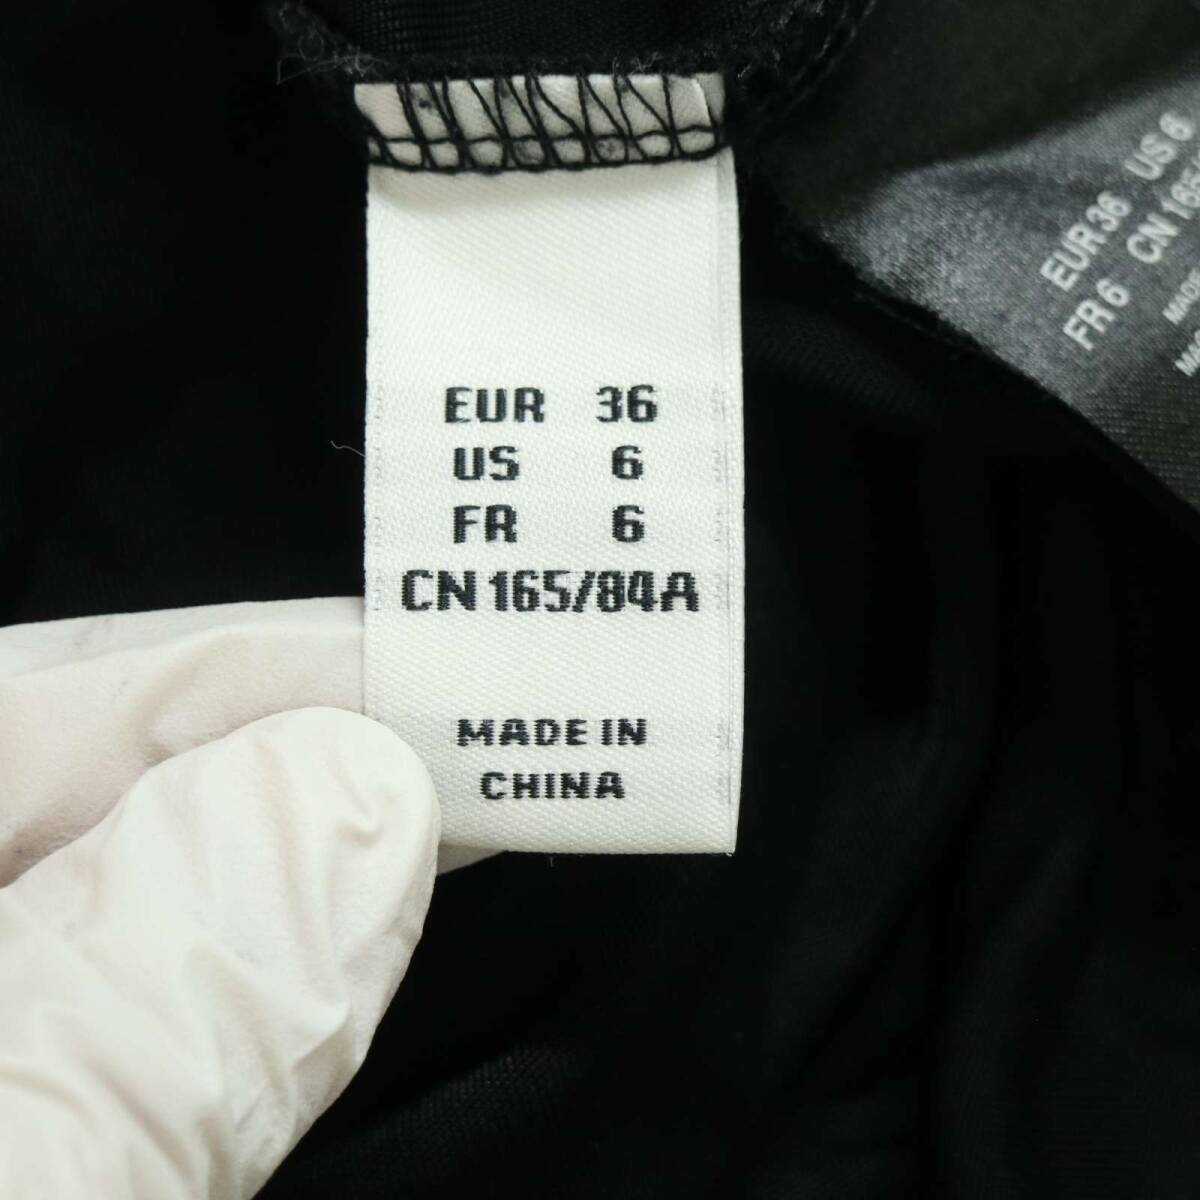 EUR 36
US 6
FR 6
CN 165/84A
MADE IN
CHINA
EUR 36 US 6
FR 6 CN 165/
MADE